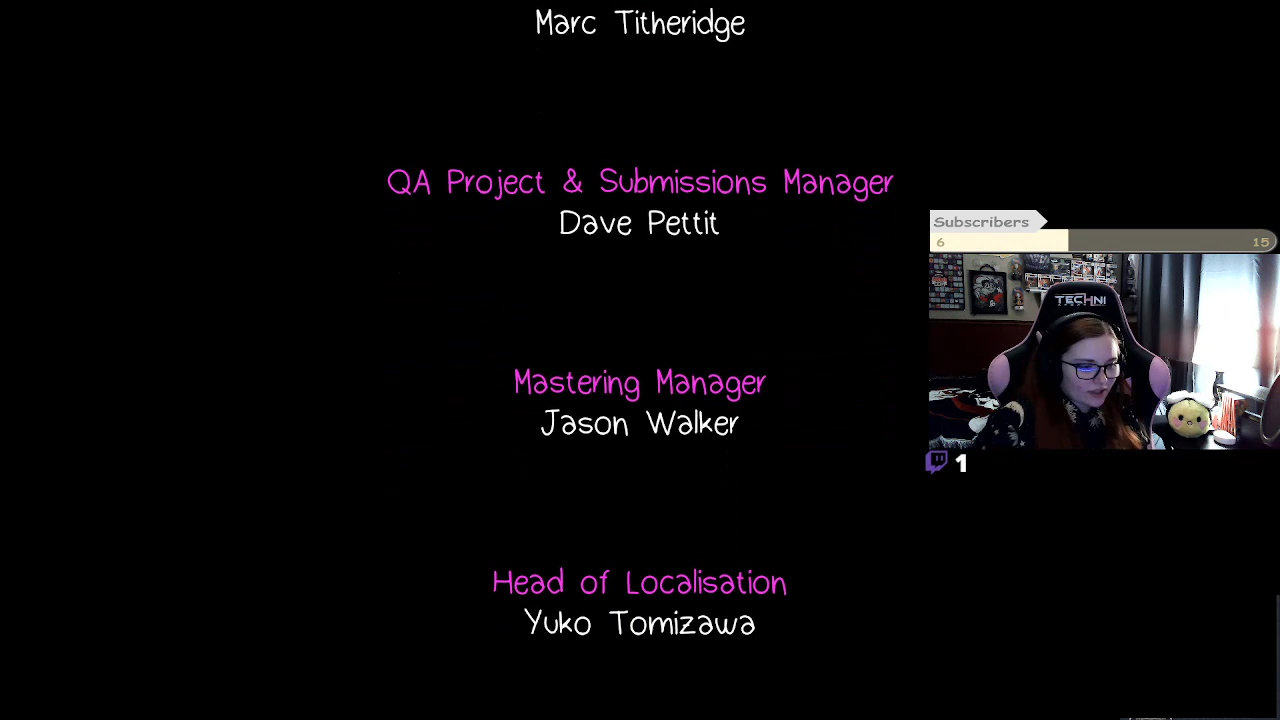 Marc Titheridge
QA Project & Submissions Manager
Dave Pettit
Subscribers
6 15
TECHNI
Mastering Manager
Jason Walker
1
Head of Localisation
Yuko Tomizawa